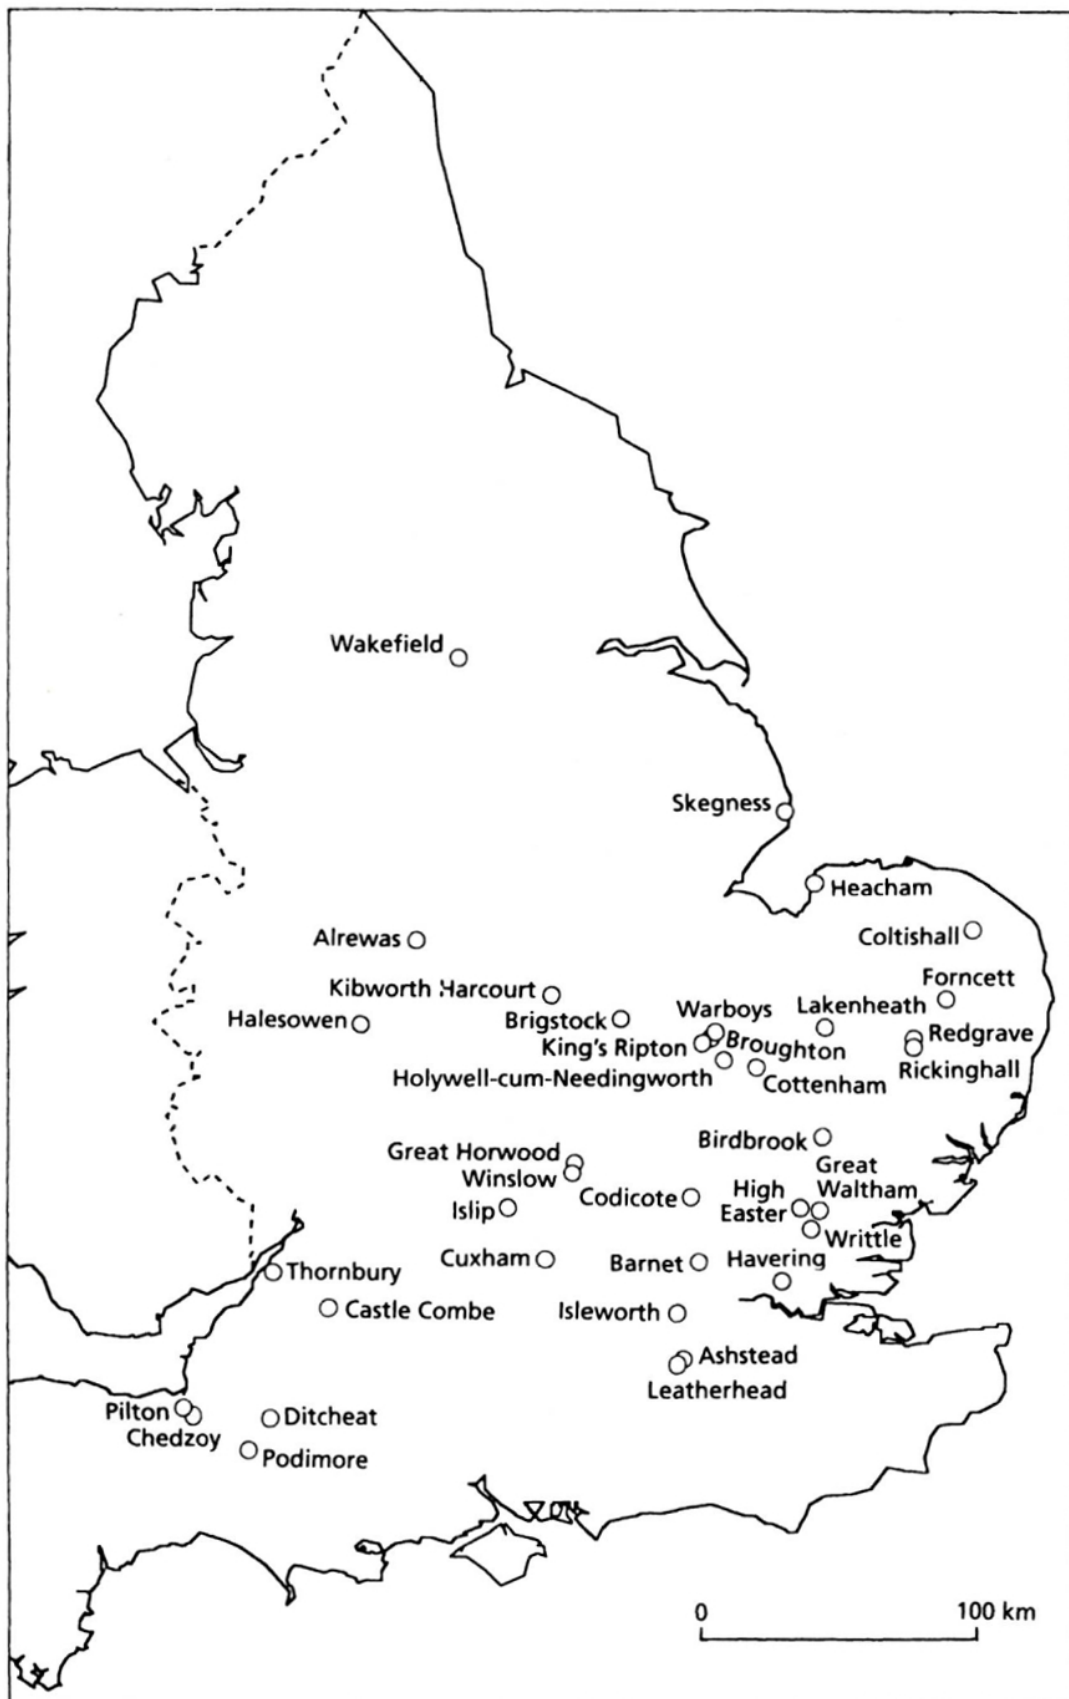 Wakefield
Skegness
Heacham
Alrewas
Coltishall
Forncett
Kibworth Harcourt
Halesowen
Brigstock
Warboys
Lakenheath
Redgrave
King's Ripton
Broughton
Rickinghall
Holywell-cum-Needingworth
Cottenham
Birdbrook
Great Horwood
Winslow
Great
Waltham
High
Easter
Codicote
Islip
Writtle
Cuxham
Barnet
Havering
Thornbury
Castle Combe
Isleworth
Ashstead
Leatherhead
Pilton
Ditcheat
Chedzoy
Podimore
0
100 km